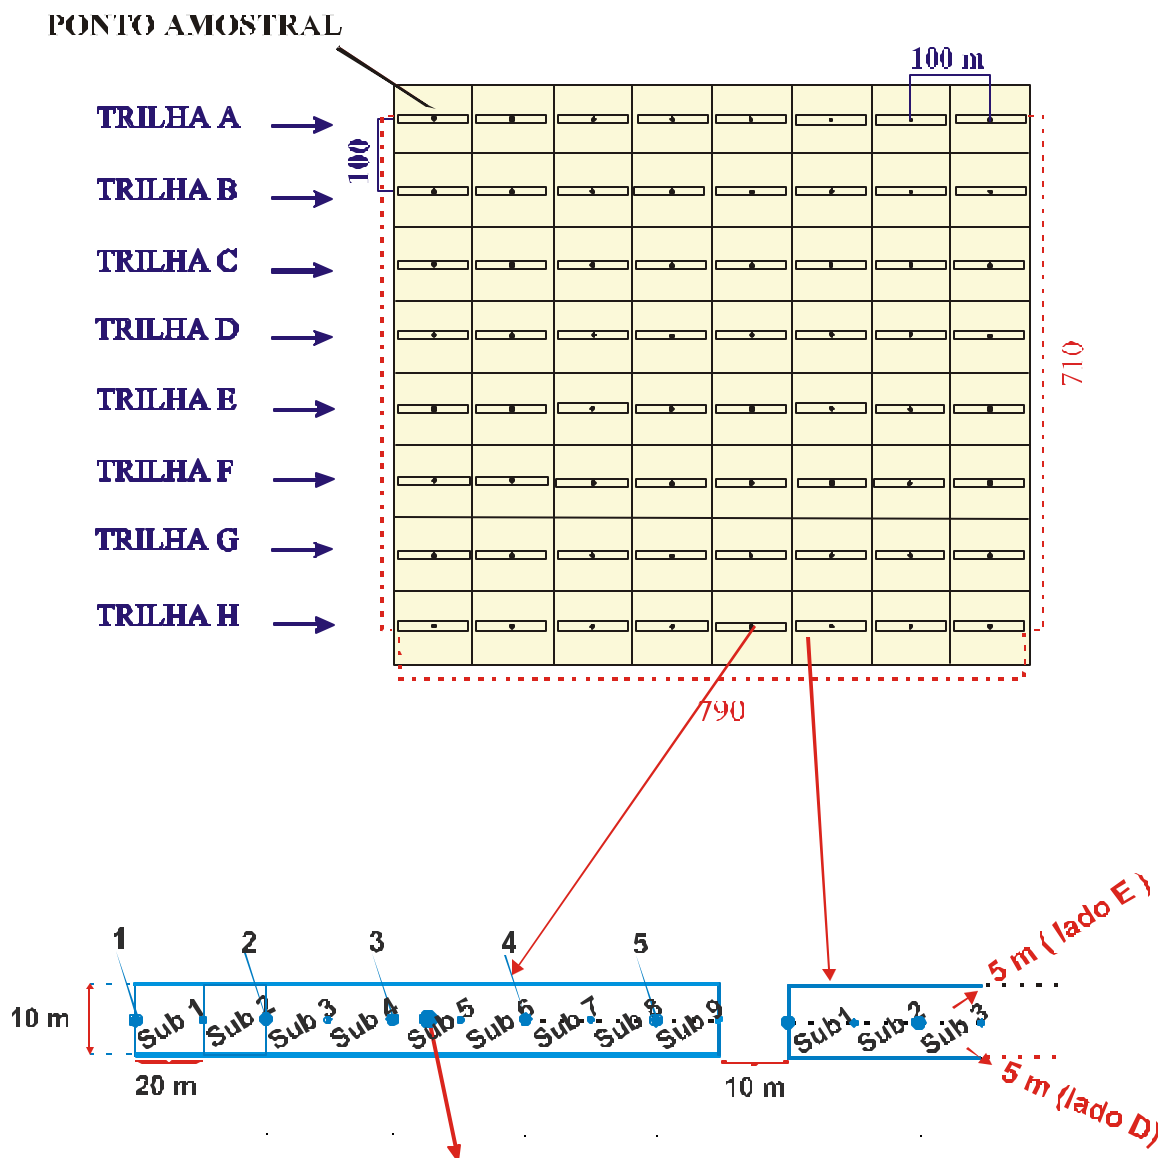 PONTO AMOSTRAL
100 m
TRILHA A
100
TRILHA B
TRILHA C
TRILHA D
710
TRILHA E
TRILHA F
TRILHA G
TRILHA H
790
1 2 3 4 5
5 m ( lado E )
10 m
Sub 1 Sub 2 Sub 3 Sub 4 Sub 5 Sub 6 Sub 7 Sub 8 Sub 9
Sub1 Sub 2 Sub 3
20 m
10 m
5 m (lado D)